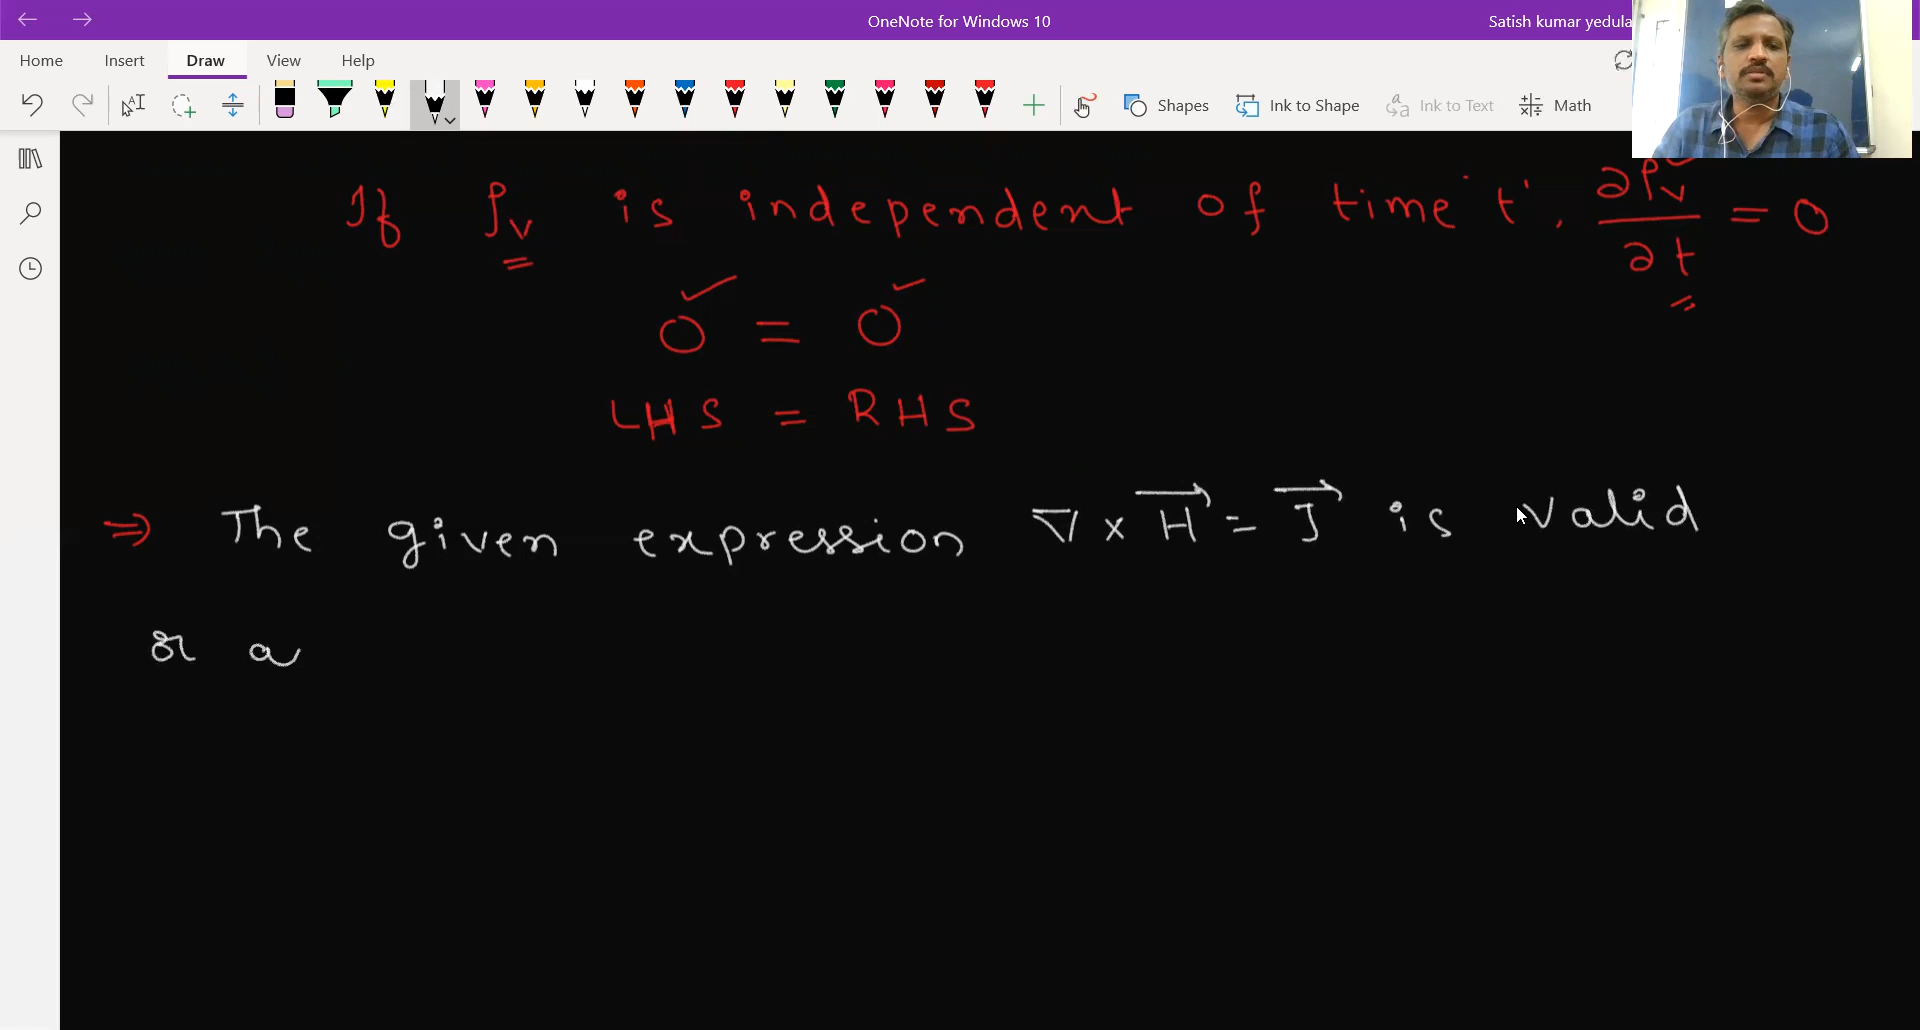 OneNote for Windows 10
Satish kumar yedula
Home Insert Draw View Help
Shapes Ink to Shape Ink to Text Math
If ρv is independent of time 't', ∂ρv/∂t = 0
0 = 0
LHS = RHS
⇒ The given expression ∇ × H⃗ = J⃗ is valid
or a